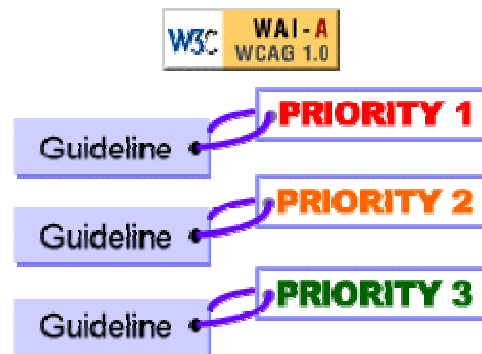 W3C WAI-A
WCAG 1.0
Guideline PRIORITY 1
Guideline PRIORITY 2
Guideline PRIORITY 3